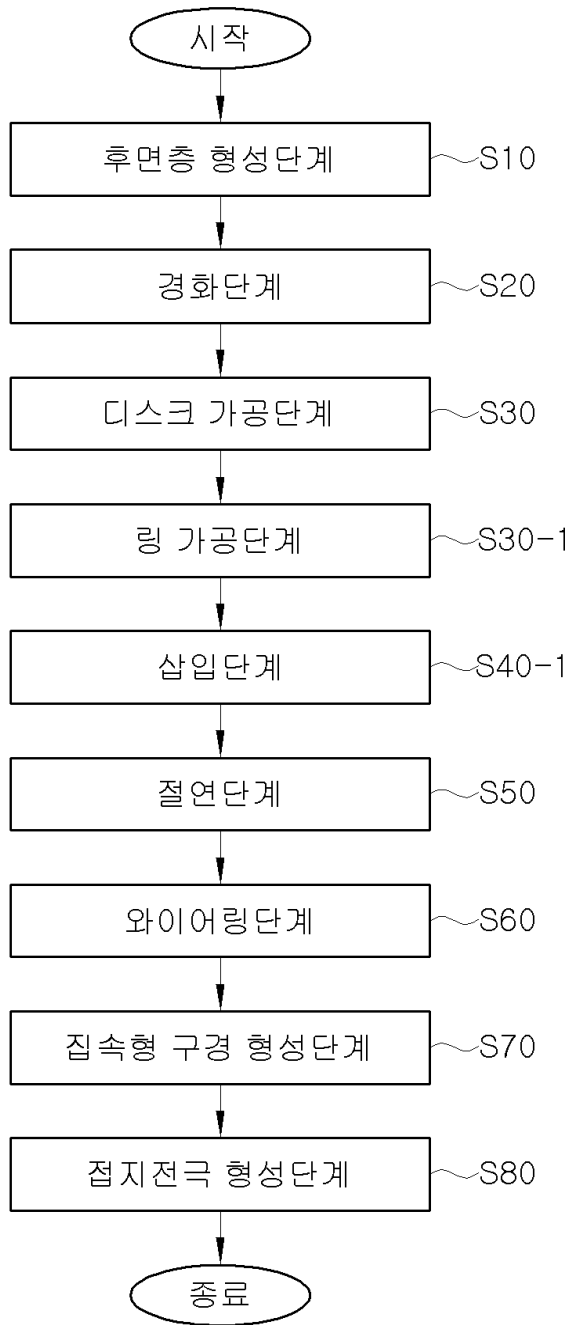 시작
후면층 형성단계 S10
경화단계 S20
디스크 가공단계 S30
링 가공단계 S30-1
삽입단계 S40-1
절연단계 S50
와이어링단계 S60
집속형 구경 형성단계 S70
접지전극 형성단계 S80
종료